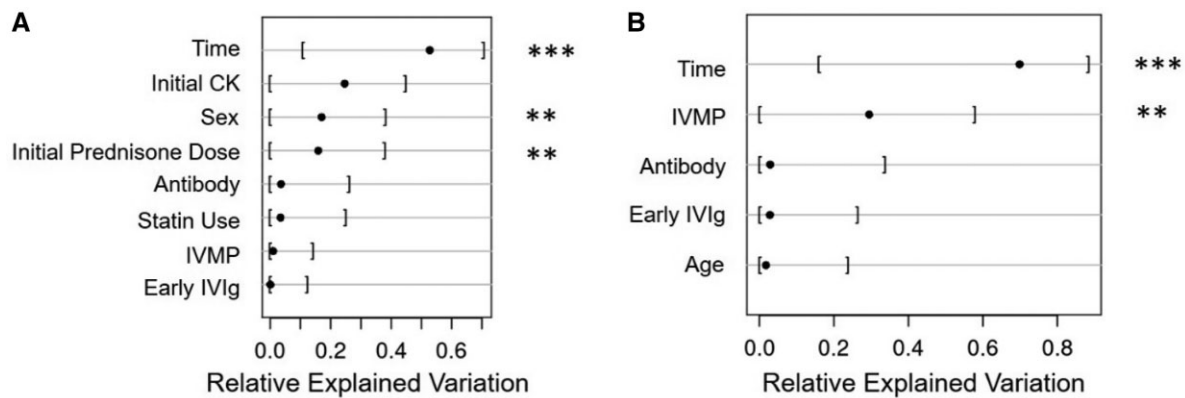 A
Time ***
Initial CK
Sex **
Initial Prednisone Dose **
Antibody
Statin Use
IVMP
Early IVIg
0.0 0.2 0.4 0.6
Relative Explained Variation
B
Time ***
IVMP **
Antibody
Early IVIg
Age
0.0 0.2 0.4 0.6 0.8
Relative Explained Variation